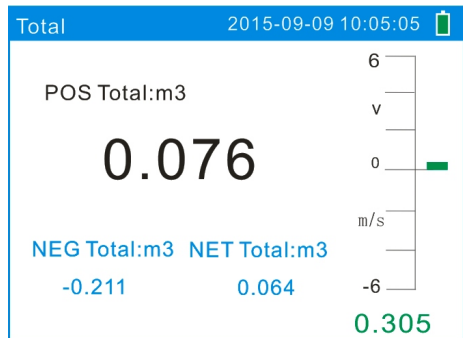 Total 2015-09-09 10:05:05
6
POS Total:m3
v
0.076
0
m/s
NEG Total:m3 NET Total:m3
-0.211 0.064
-6
0.305